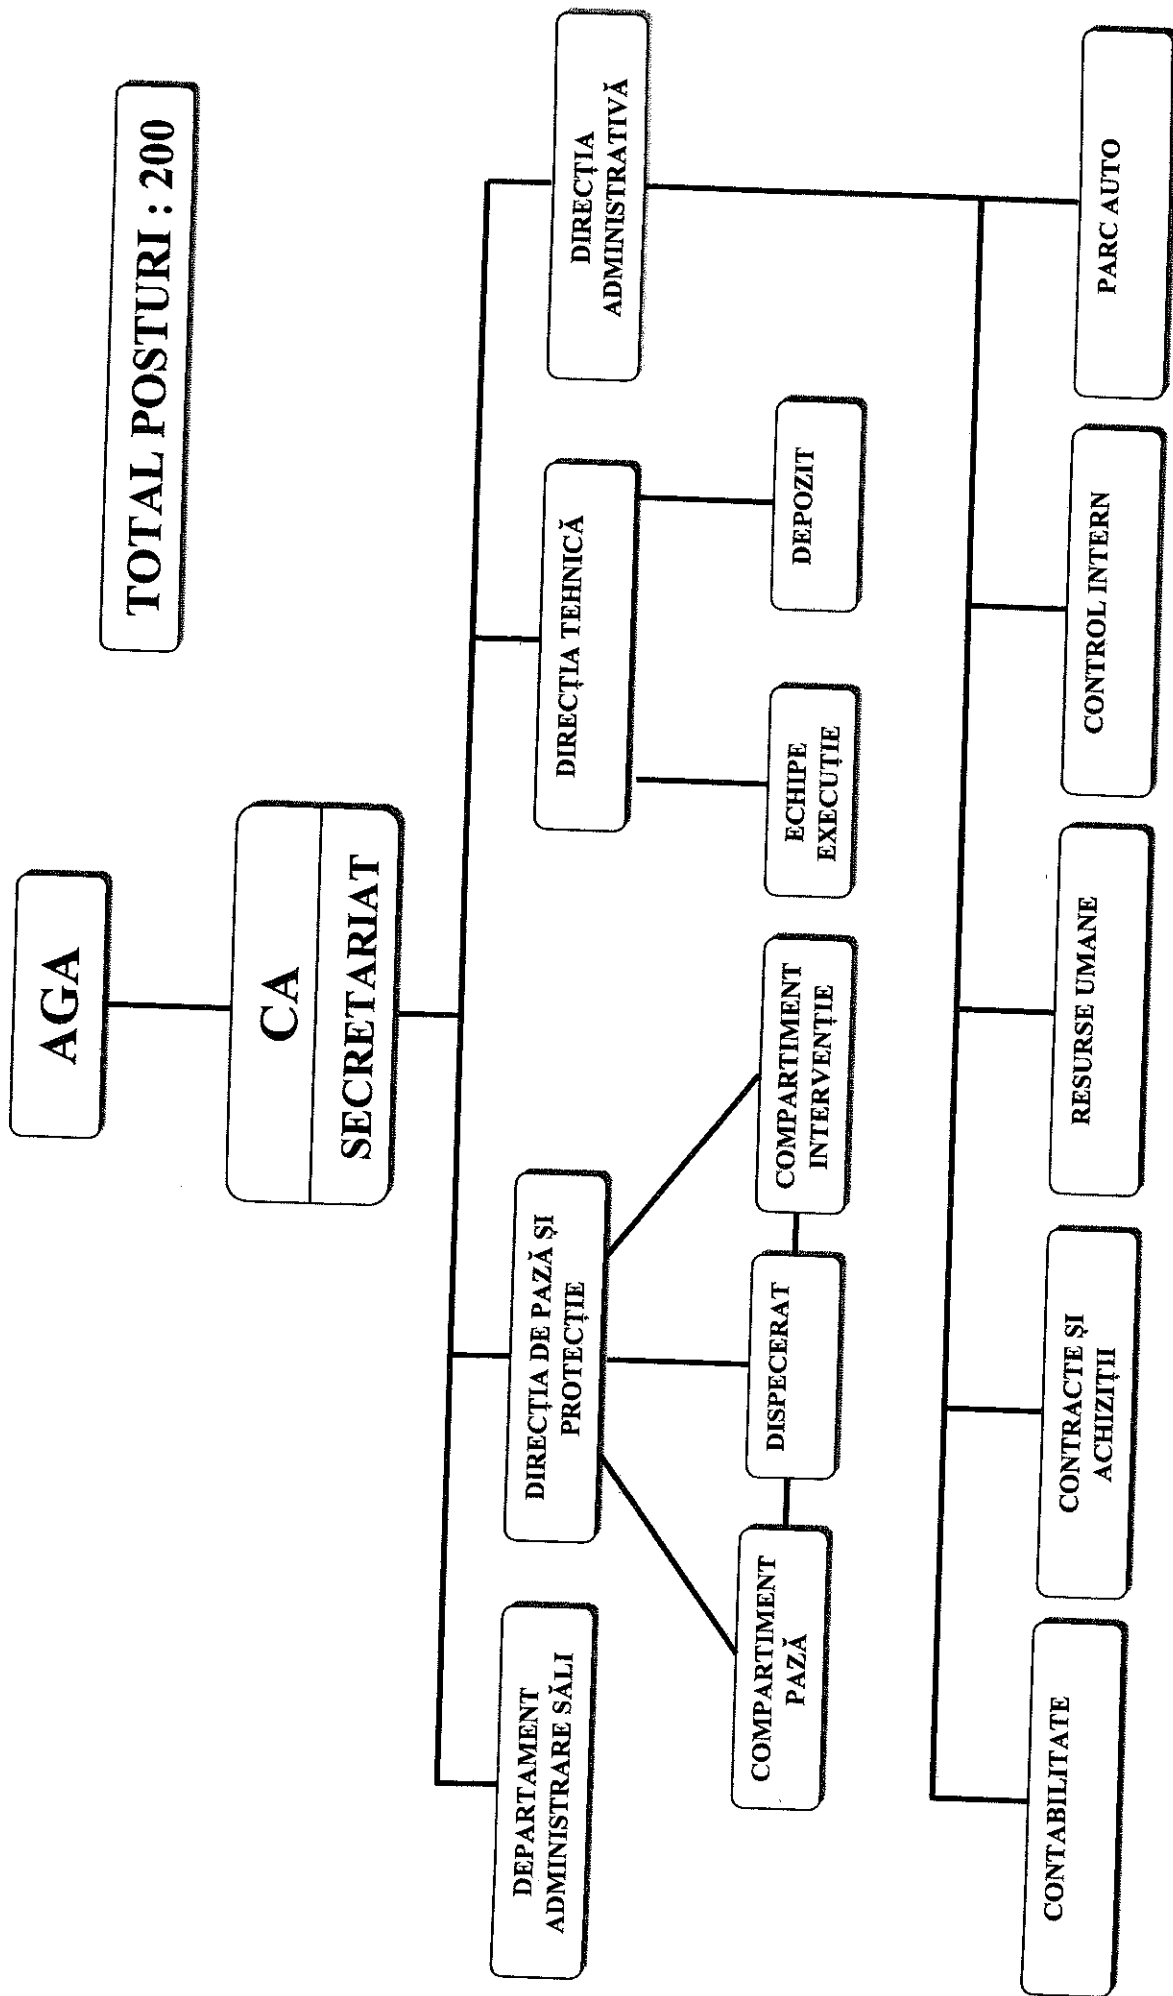 TOTAL POSTURI : 200
AGA
CA
SECRETARIAT
DEPARTAMENT
ADMINISTRARE SĂLI
DIRECȚIA DE PAZĂ ȘI
PROTECȚIE
DIRECȚIA TEHNICĂ
DIRECȚIA
ADMINISTRATIVĂ
COMPARTIMENT
PAZĂ
DISPECERAT
COMPARTIMENT
INTERVENȚIE
ECHIPE
EXECUȚIE
DEPOZIT
CONTABILITATE
CONTRACTE ȘI
ACHIZIȚII
RESURSE UMANE
CONTROL INTERN
PARC AUTO